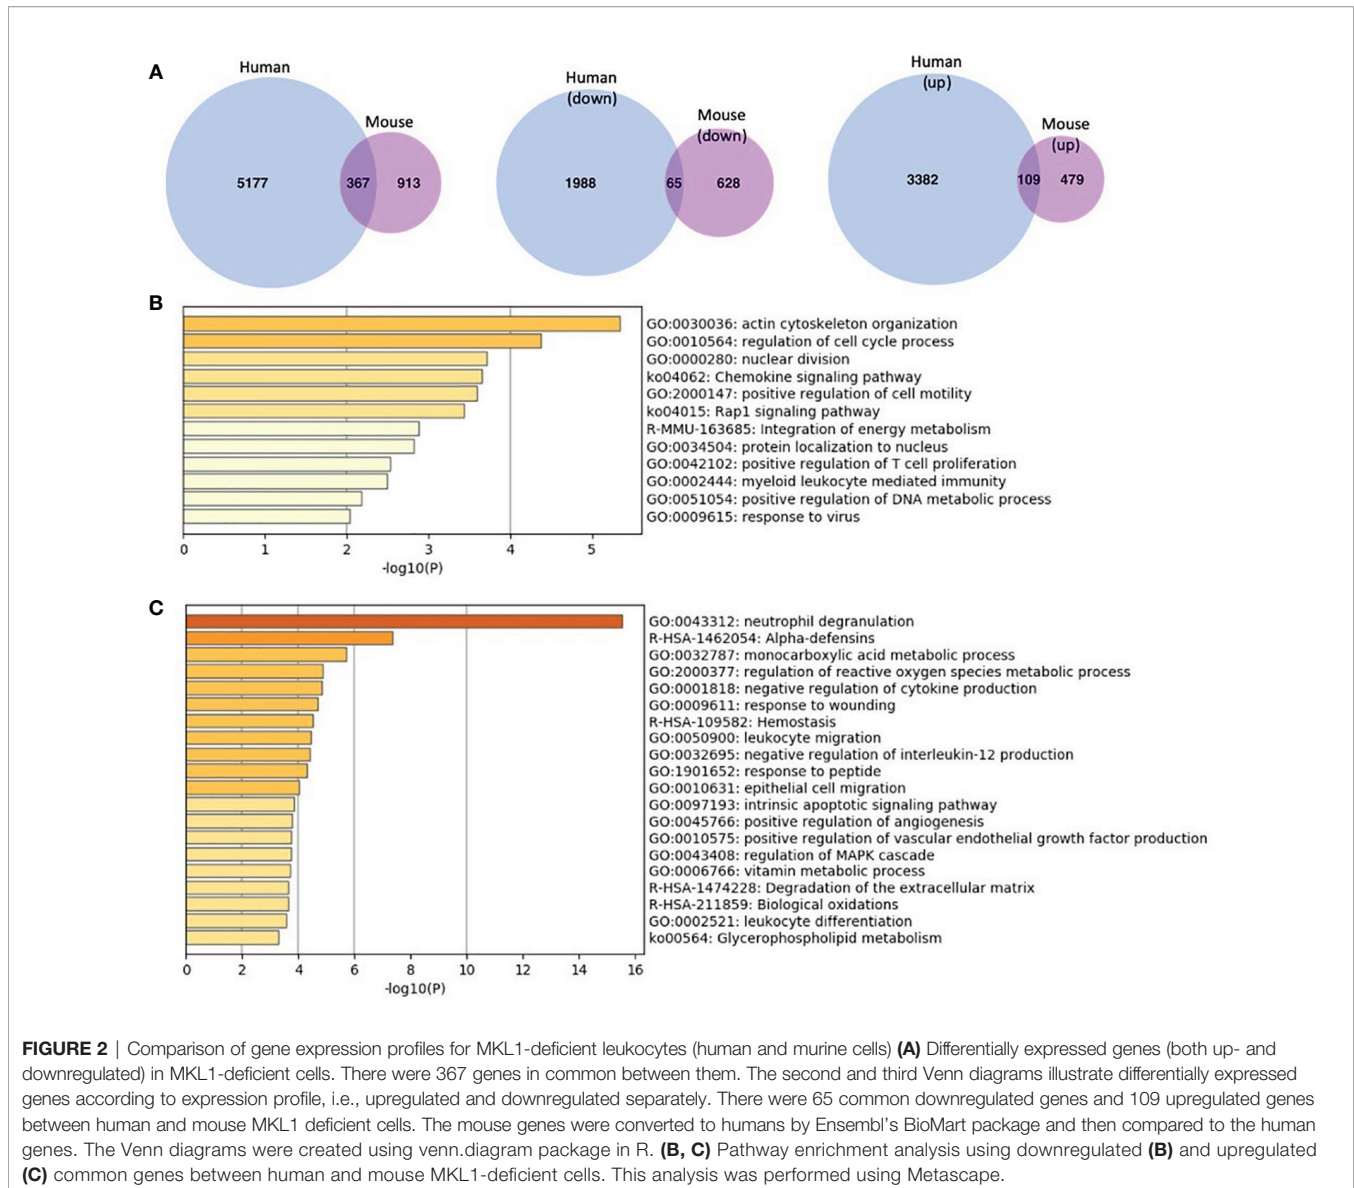 A
Human
Mouse
5177
367
913
Human
(down)
Mouse
(down)
1988
65
628
Human
(up)
Mouse
(up)
3382
109
479
B
GO:0030036: actin cytoskeleton organization
GO:0010564: regulation of cell cycle process
GO:0000280: nuclear division
ko04062: Chemokine signaling pathway
GO:2000147: positive regulation of cell motility
ko04015: Rap1 signaling pathway
R-MMU-163685: Integration of energy metabolism
GO:0034504: protein localization to nucleus
GO:0042102: positive regulation of T cell proliferation
GO:0002444: myeloid leukocyte mediated immunity
GO:0051054: positive regulation of DNA metabolic process
GO:0009615: response to virus
0 1 2 3 4 5
-log10(P)
C
GO:0043312: neutrophil degranulation
R-HSA-1462054: Alpha-defensins
GO:0032787: monocarboxylic acid metabolic process
GO:2000377: regulation of reactive oxygen species metabolic process
GO:0001818: negative regulation of cytokine production
GO:0009611: response to wounding
R-HSA-109582: Hemostasis
GO:0050900: leukocyte migration
GO:0032695: negative regulation of interleukin-12 production
GO:1901652: response to peptide
GO:0010631: epithelial cell migration
GO:0097193: intrinsic apoptotic signaling pathway
GO:0045766: positive regulation of angiogenesis
GO:0010575: positive regulation of vascular endothelial growth factor production
GO:0043408: regulation of MAPK cascade
GO:0006766: vitamin metabolic process
R-HSA-1474228: Degradation of the extracellular matrix
R-HSA-211859: Biological oxidations
GO:0002521: leukocyte differentiation
ko00564: Glycerophospholipid metabolism
0 2 4 6 8 10 12 14 16
-log10(P)
FIGURE 2 | Comparison of gene expression profiles for MKL1-deficient leukocytes (human and murine cells) (A) Differentially expressed genes (both up- and
downregulated) in MKL1-deficient cells. There were 367 genes in common between them. The second and third Venn diagrams illustrate differentially expressed
genes according to expression profile, i.e., upregulated and downregulated separately. There were 65 common downregulated genes and 109 upregulated genes
between human and mouse MKL1 deficient cells. The mouse genes were converted to humans by Ensembl's BioMart package and then compared to the human
genes. The Venn diagrams were created using venn.diagram package in R. (B, C) Pathway enrichment analysis using downregulated (B) and upregulated
(C) common genes between human and mouse MKL1-deficient cells. This analysis was performed using Metascape.